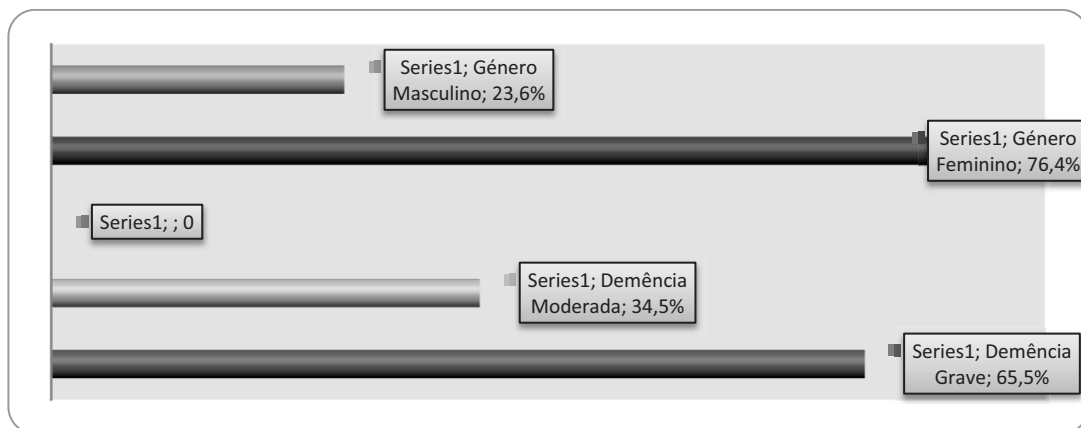 Series1; Género
Masculino; 23,6%
Series1; Género
Feminino; 76,4%
Series1; ; 0
Series1; Demência
Moderada; 34,5%
Series1; Demência
Grave; 65,5%